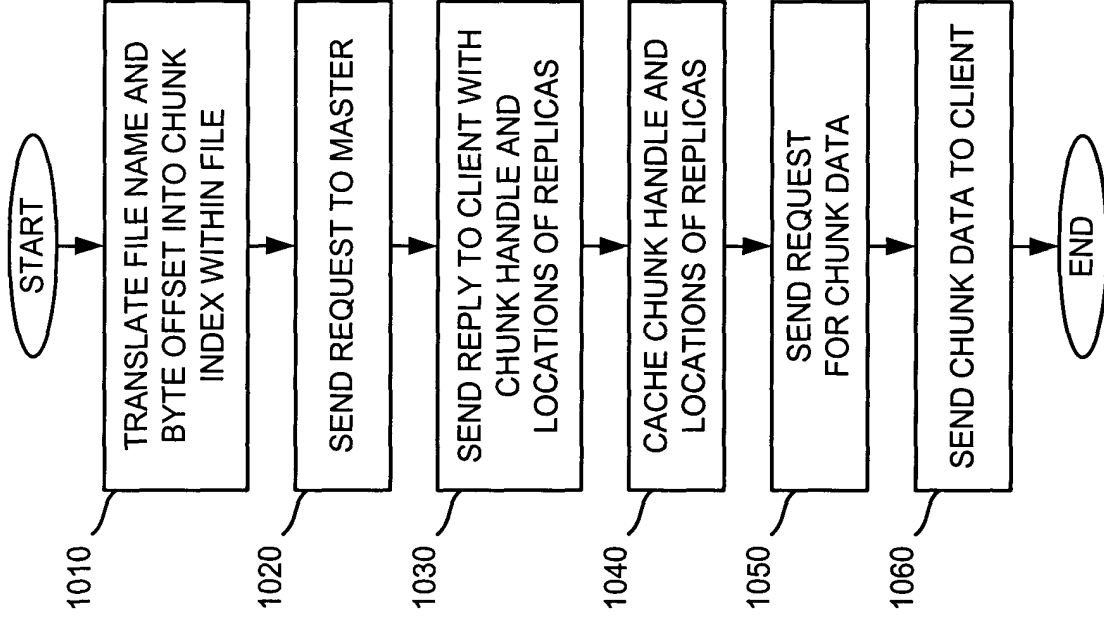 START
1010
TRANSLATE FILE NAME AND
BYTE OFFSET INTO CHUNK
INDEX WITHIN FILE
1020
SEND REQUEST TO MASTER
1030
SEND REPLY TO CLIENT WITH
CHUNK HANDLE AND
LOCATIONS OF REPLICAS
1040
CACHE CHUNK HANDLE AND
LOCATIONS OF REPLICAS
1050
SEND REQUEST
FOR CHUNK DATA
1060
SEND CHUNK DATA TO CLIENT
END